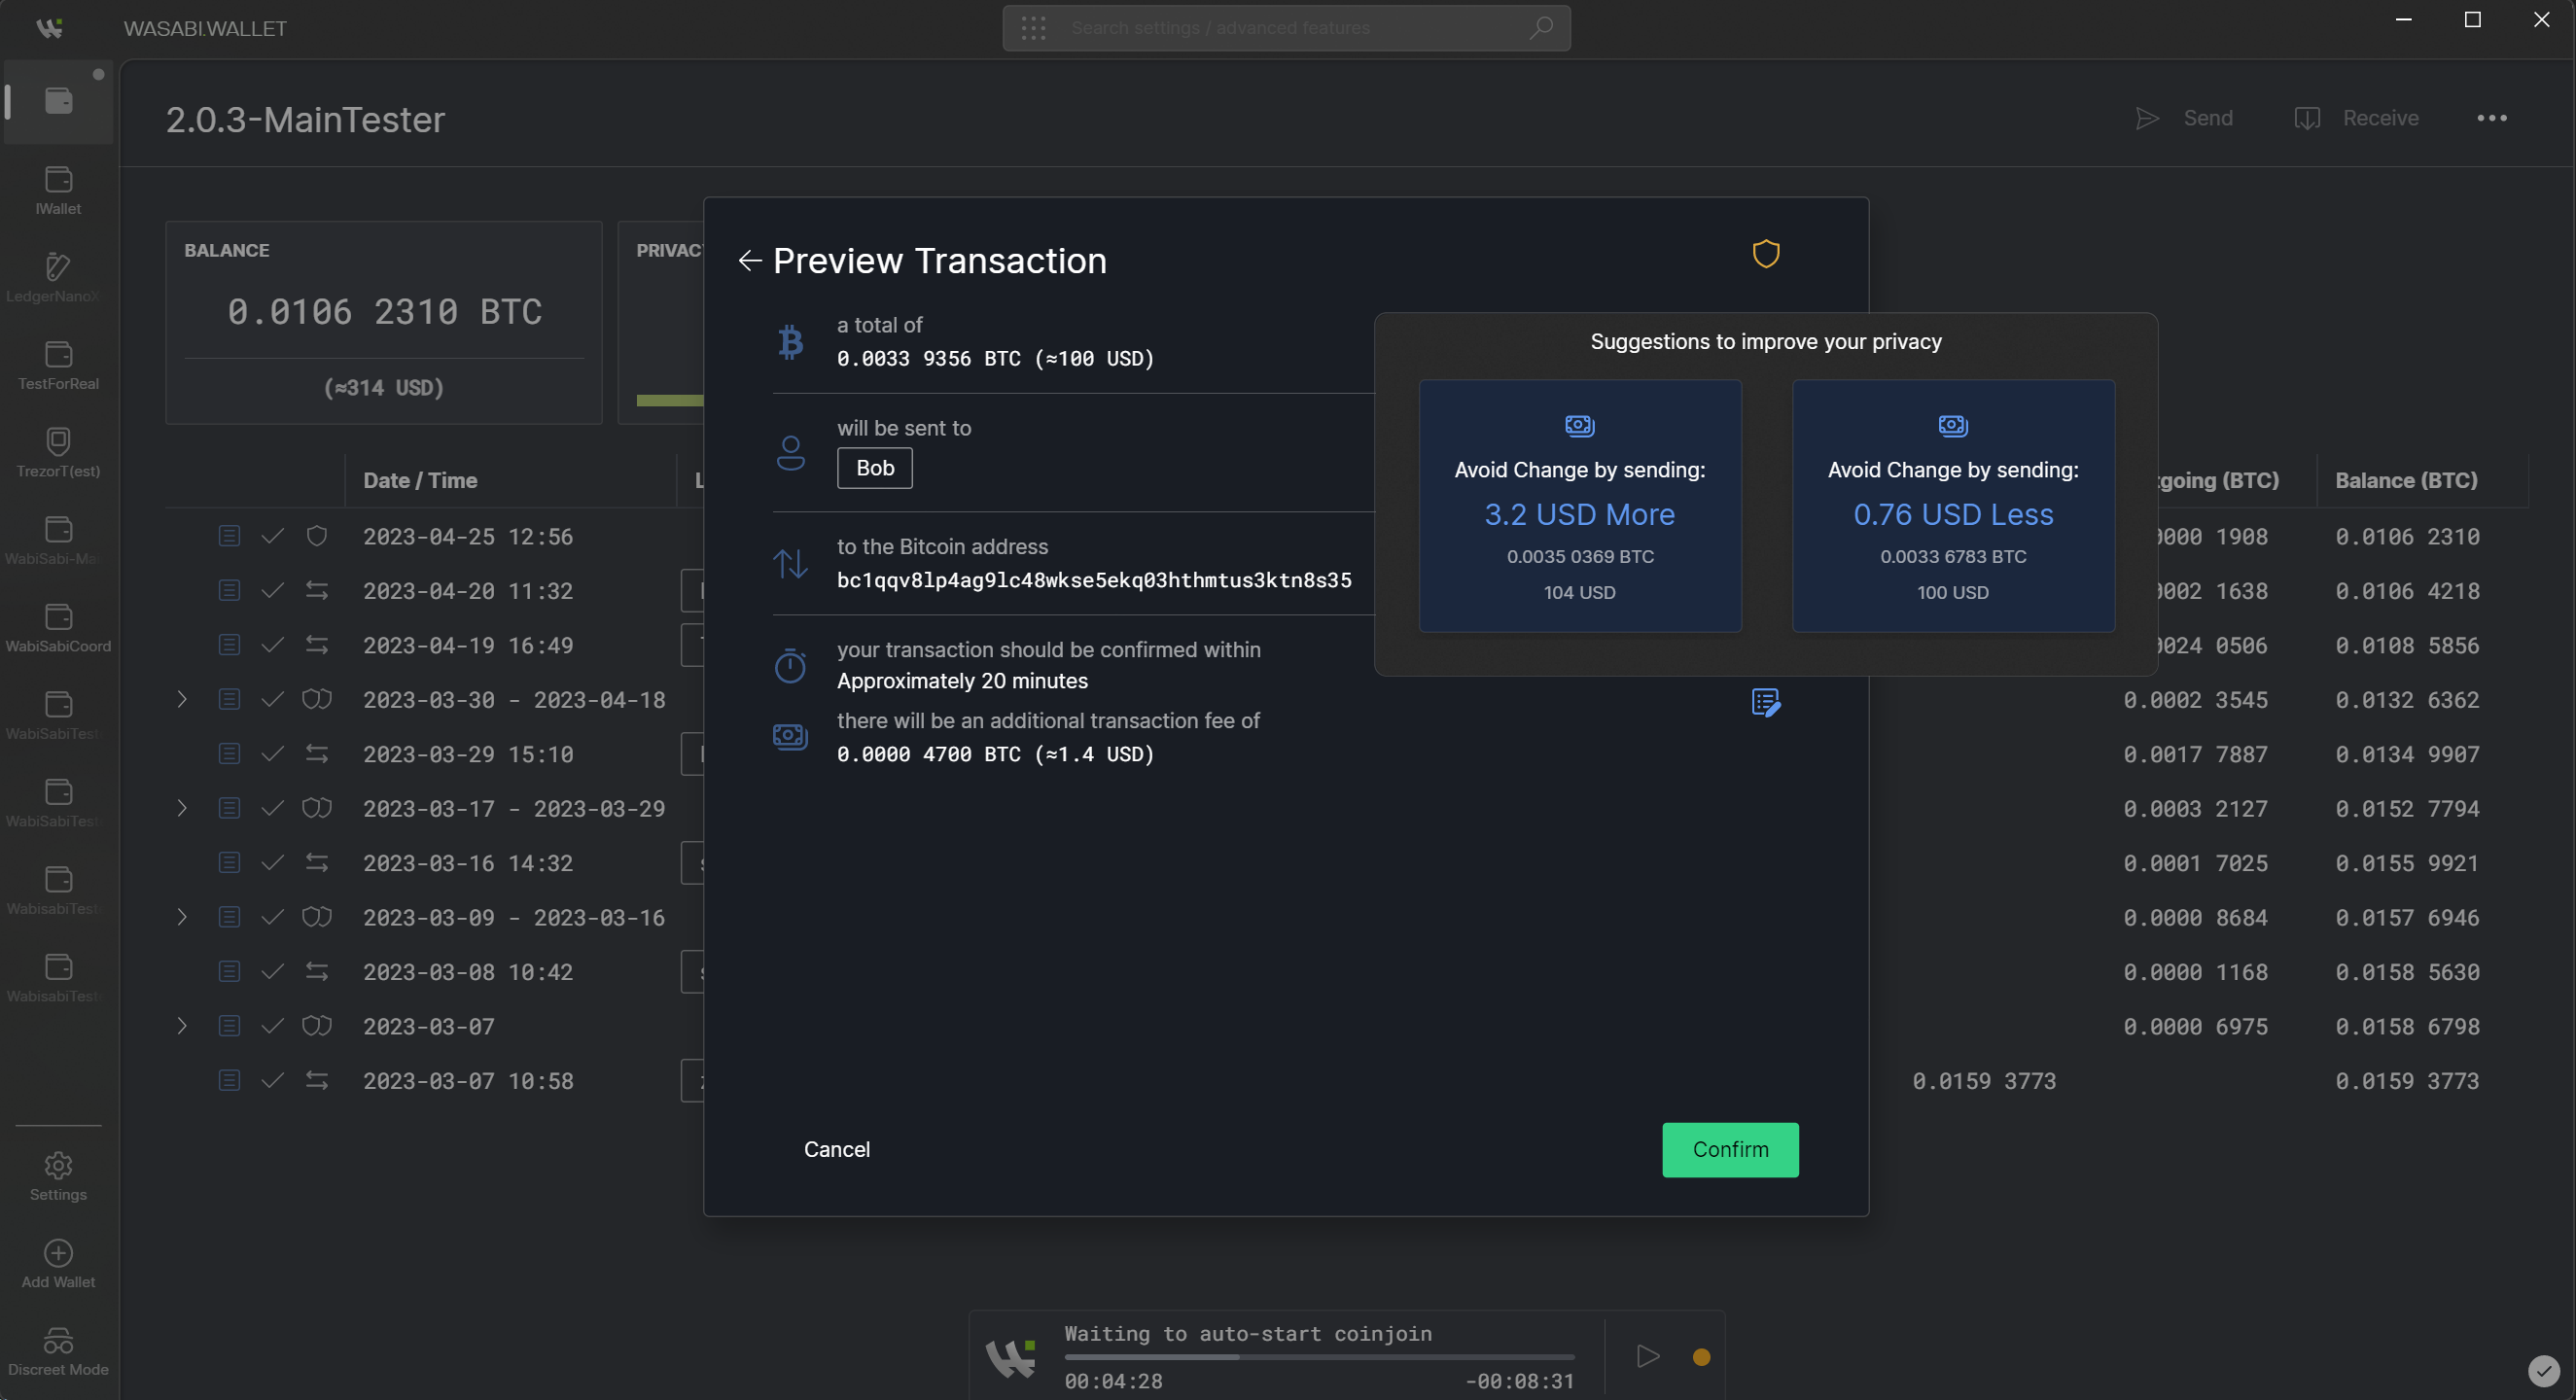 WASABI.WALLET
Search settings / advanced features
2.0.3-MainTester
Send
Receive
IWallet
LedgerNanoX
TestForReal
TrezorT(est)
WabiSabi-Ma
WabiSabiCoord
WabiSabiTest
WabiSabiTest
WabisabiTest
WabisabiTest
Settings
Add Wallet
Discreet Mode
BALANCE
0.0106 2310 BTC
(≈314 USD)
PRIVACY
Date / Time
Outgoing (BTC)
Balance (BTC)
2023-04-25 12:56 0000 1908 0.0106 2310
2023-04-20 11:32 0002 1638 0.0106 4218
2023-04-19 16:49 0024 0506 0.0108 5856
2023-03-30 - 2023-04-18 0.0002 3545 0.0132 6362
2023-03-29 15:10 0.0017 7887 0.0134 9907
2023-03-17 - 2023-03-29 0.0003 2127 0.0152 7794
2023-03-16 14:32 0.0001 7025 0.0155 9921
2023-03-09 - 2023-03-16 0.0000 8684 0.0157 6946
2023-03-08 10:42 0.0000 1168 0.0158 5630
2023-03-07 0.0000 6975 0.0158 6798
2023-03-07 10:58 0.0159 3773 0.0159 3773
Preview Transaction
a total of
0.0033 9356 BTC (≈100 USD)
will be sent to
Bob
to the Bitcoin address
bc1qqv8lp4ag9lc48wkse5ekq03hthmtus3ktn8s35
your transaction should be confirmed within
Approximately 20 minutes
there will be an additional transaction fee of
0.0000 4700 BTC (≈1.4 USD)
Cancel
Confirm
Suggestions to improve your privacy
Avoid Change by sending:
3.2 USD More
0.0035 0369 BTC
104 USD
Avoid Change by sending:
0.76 USD Less
0.0033 6783 BTC
100 USD
Waiting to auto-start coinjoin
00:04:28
-00:08:31